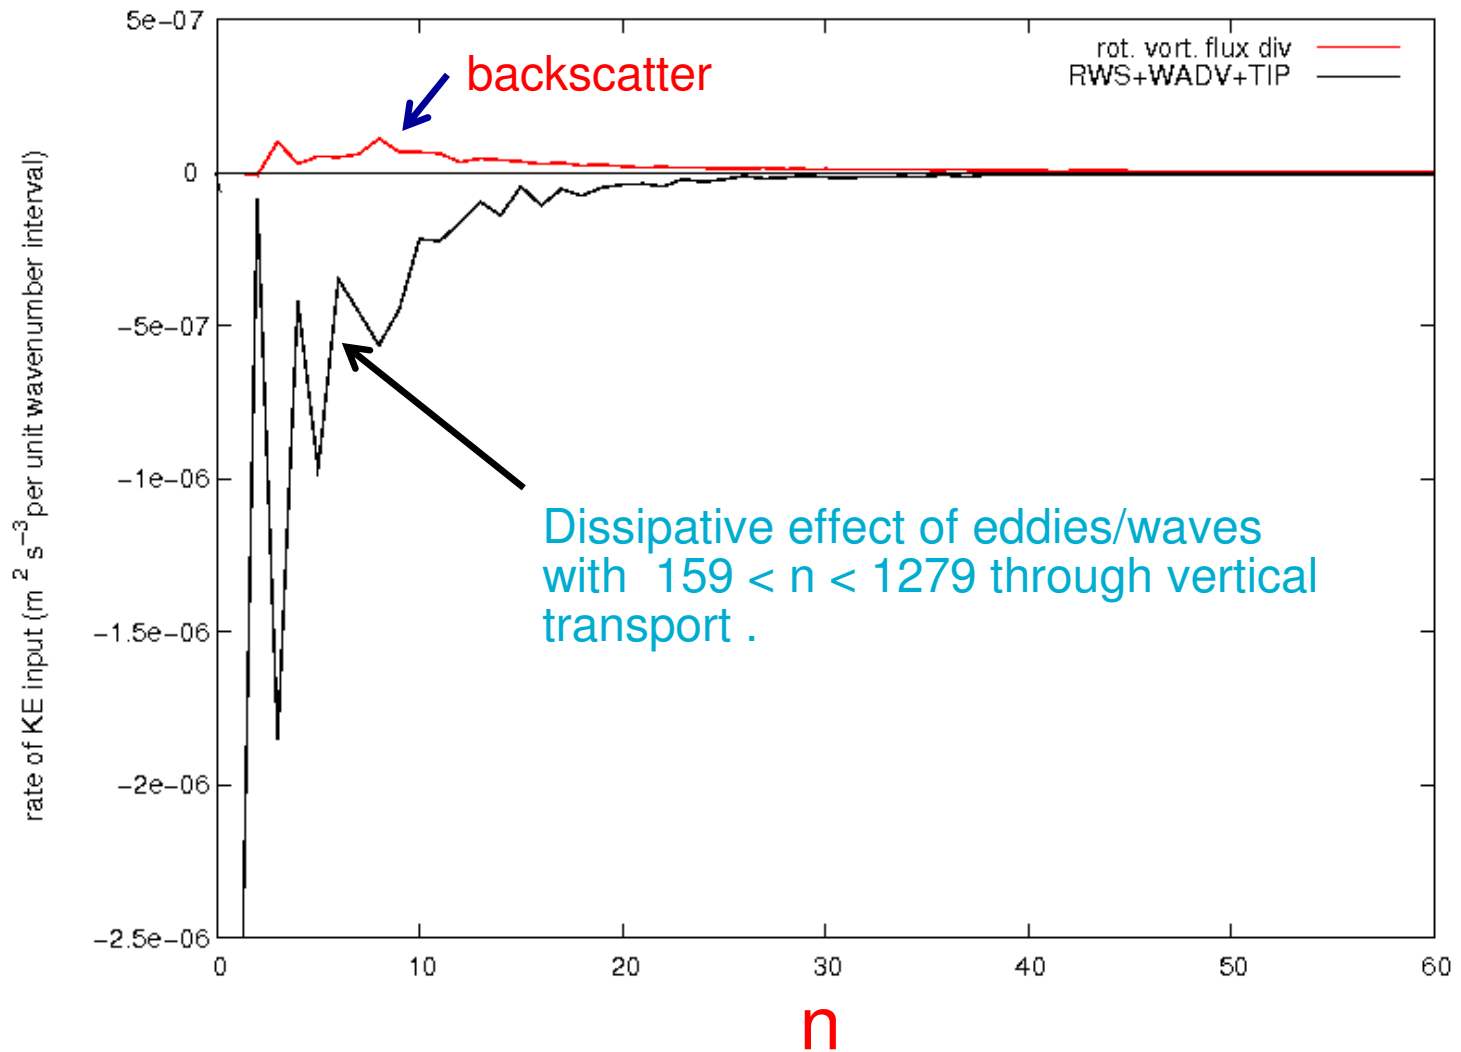 5e-07
0
-5e-07
-1e-06
-1.5e-06
-2e-06
-2.5e-06
rate of KE input (m 2 s-3 per unit wavenumber interval)
rot. vort. flux div
RWS+WADV+TIP
backscatter
Dissipative effect of eddies/waves
with 159 < n < 1279 through vertical
transport .
0 10 20 30 40 50 60
n